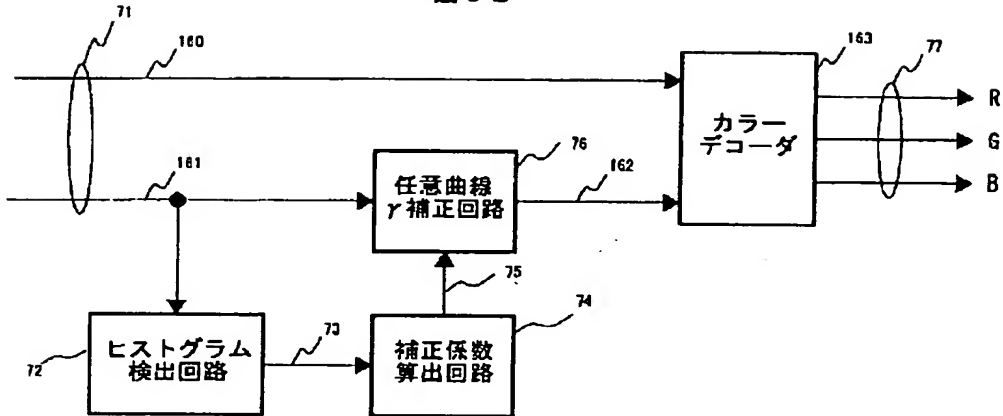 71
160
163
77
カラー
デコーダ
R
G
B
161
76
162
任意曲線
γ補正回路
75
74
72
ヒストグラム
検出回路
73
補正係数
算出回路